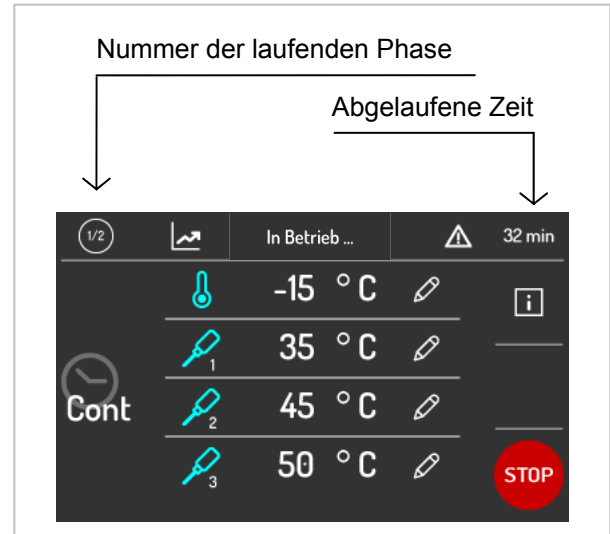 Nummer der laufenden Phase
Abgelaufene Zeit
1/2 In Betrieb ... 32 min
-15 °C
i
1 35 °C
Cont
2 45 °C
3 50 °C
STOP